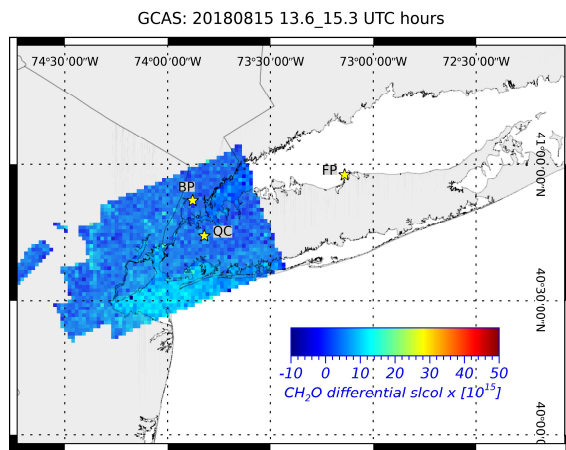 GCAS: 20180815 13.6_15.3 UTC hours
74°30'00"W 74°00'00"W 73°30'00"W 73°00'00"W 72°30'00"W
41°00'00"N
FP
BP
QC
40°30'00"N
-10 0 10 20 30 40 50
CH₂O differential slcol x [10¹⁵]
40°00'0